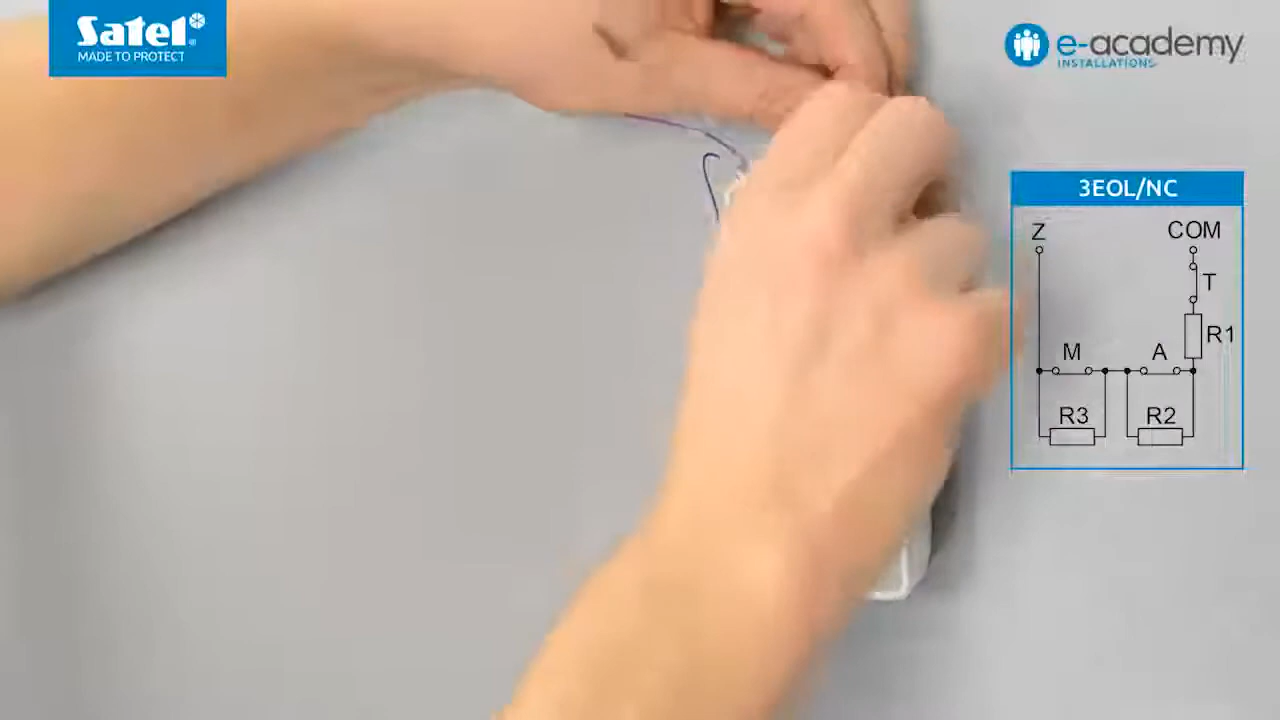 Satel®
MADE TO PROTECT
e-academy
INSTALLATIONS
3EOL/NC
Z COM
T
R1
M A
R3 R2